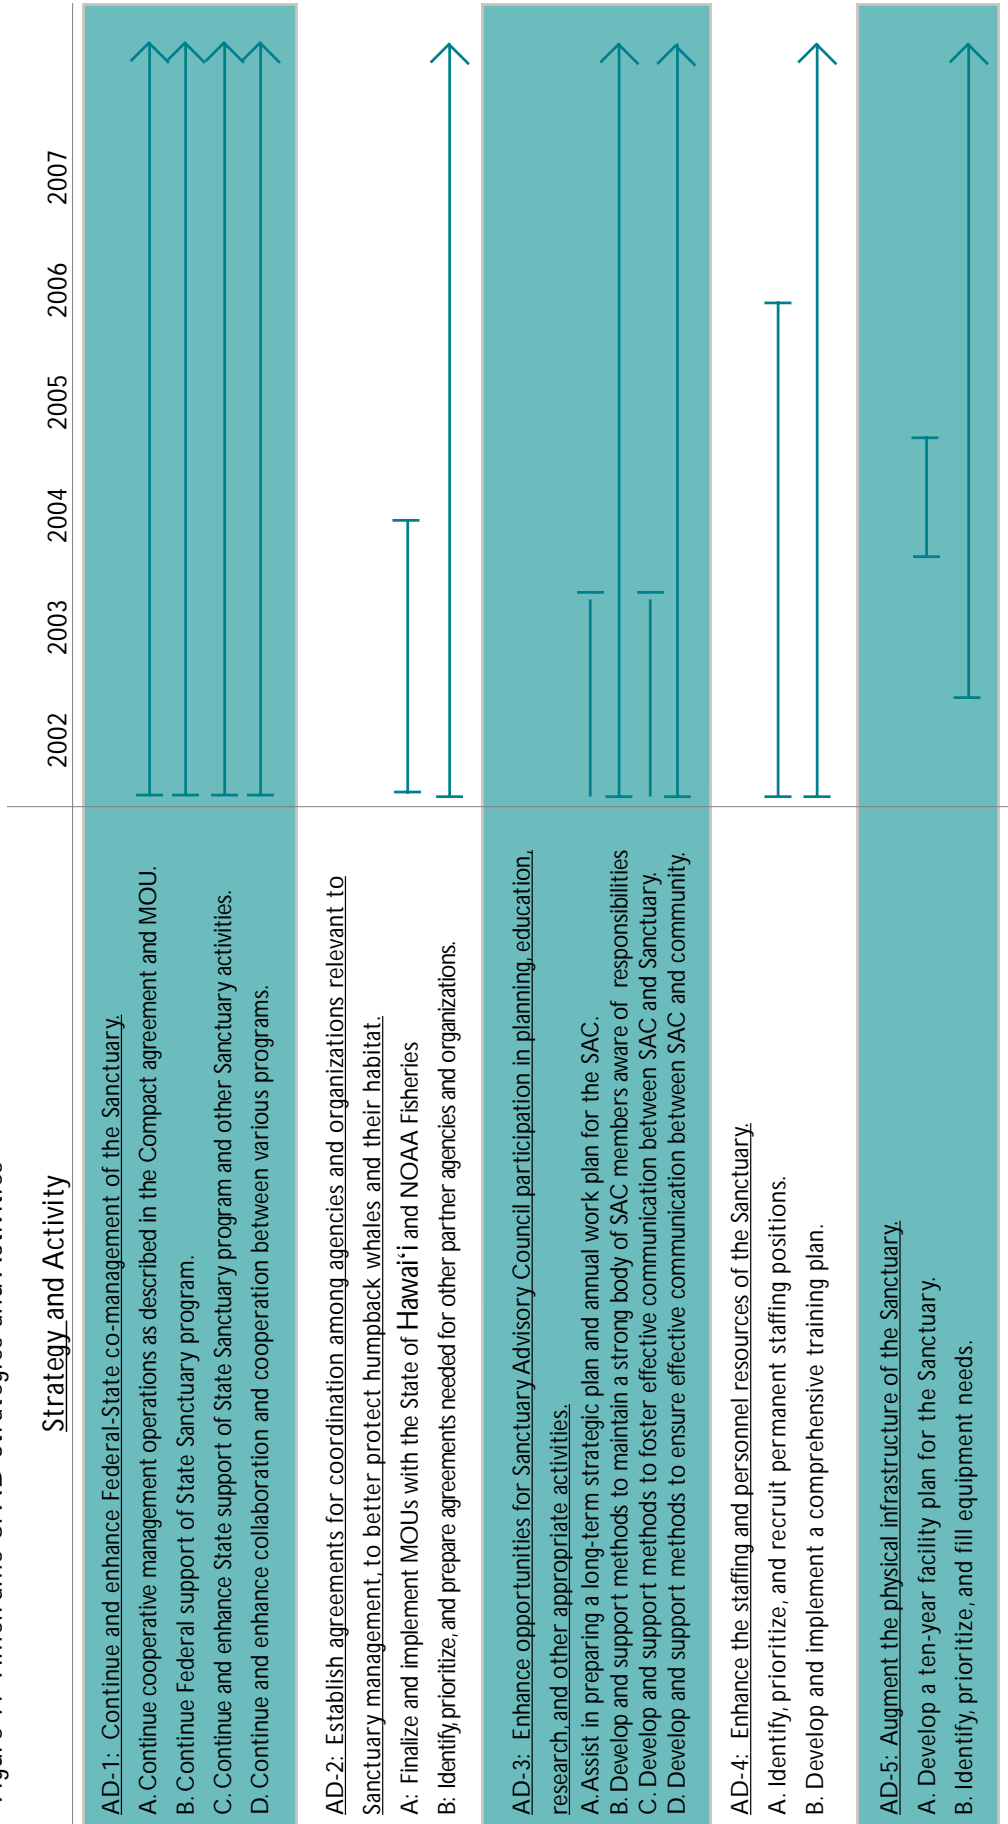 Strategy and Activity
2002 2003 2004 2005 2006 2007
AD-1: Continue and enhance Federal-State co-management of the Sanctuary.
A. Continue cooperative management operations as described in the Compact agreement and MOU.
B. Continue Federal support of State Sanctuary program.
C. Continue and enhance State support of State Sanctuary program and other Sanctuary activities.
D. Continue and enhance collaboration and cooperation between various programs.
AD-2: Establish agreements for coordination among agencies and organizations relevant to
Sanctuary management, to better protect humpback whales and their habitat.
A: Finalize and implement MOUs with the State of Hawaiʻi and NOAA Fisheries
B: Identify, prioritize, and prepare agreements needed for other partner agencies and organizations.
AD-3: Enhance opportunities for Sanctuary Advisory Council participation in planning, education,
research, and other appropriate activities.
A. Assist in preparing a long-term strategic plan and annual work plan for the SAC.
B. Develop and support methods to maintain a strong body of SAC members aware of responsibilities
C. Develop and support methods to foster effective communication between SAC and Sanctuary.
D. Develop and support methods to ensure effective communication between SAC and community.
AD-4: Enhance the staffing and personnel resources of the Sanctuary.
A. Identify, prioritize, and recruit permanent staffing positions.
B. Develop and implement a comprehensive training plan.
AD-5: Augment the physical infrastructure of the Sanctuary.
A. Develop a ten-year facility plan for the Sanctuary.
B. Identify, prioritize, and fill equipment needs.